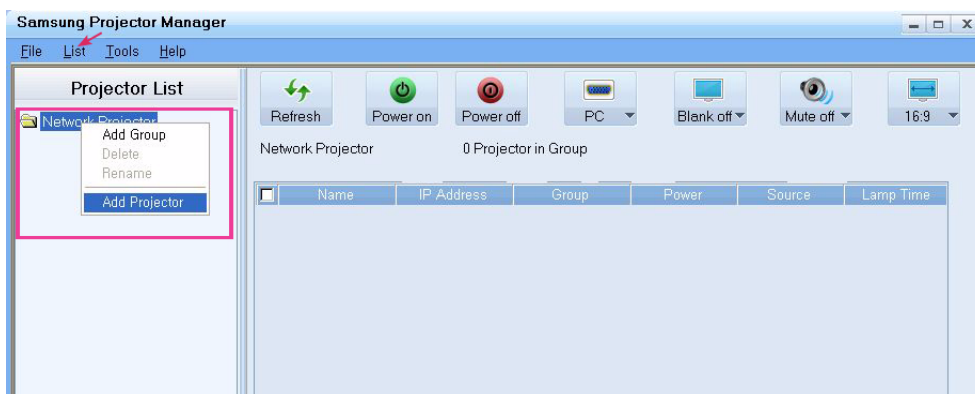 Samsung Projector Manager
File List Tools Help
Projector List
Network Projector
Add Group
Delete
Rename
Add Projector
Refresh Power on Power off PC Blank off Mute off 16:9
Network Projector 0 Projector in Group
Name IP Address Group Power Source Lamp Time